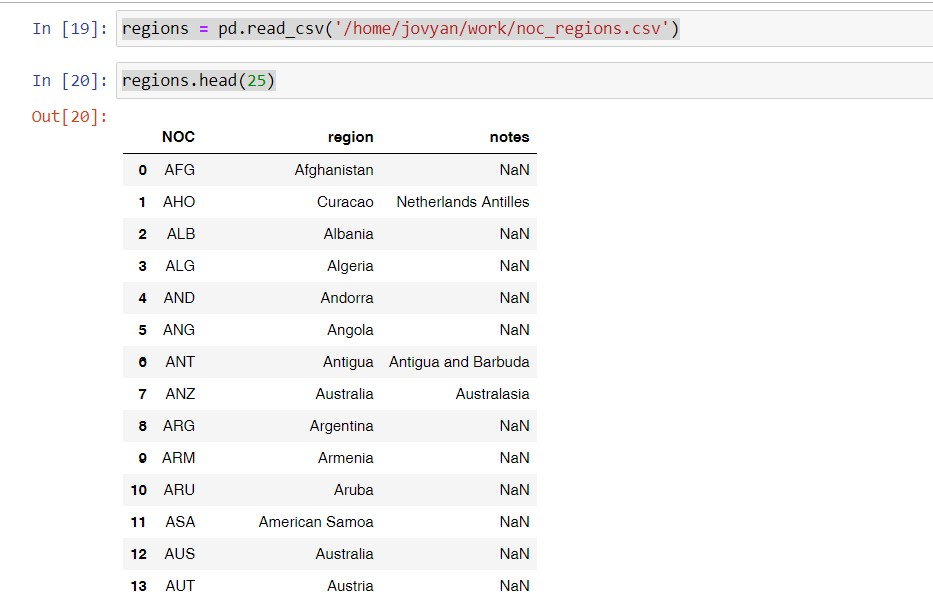 In [19]: regions = pd.read_csv('/home/jovyan/work/noc_regions.csv')
In [20]: regions.head(25)
Out[20]:
NOC region notes
0 AFG Afghanistan NaN
1 AHO Curacao Netherlands Antilles
2 ALB Albania NaN
3 ALG Algeria NaN
4 AND Andorra NaN
5 ANG Angola NaN
6 ANT Antigua Antigua and Barbuda
7 ANZ Australia Australasia
8 ARG Argentina NaN
9 ARM Armenia NaN
10 ARU Aruba NaN
11 ASA American Samoa NaN
12 AUS Australia NaN
13 AUT Austria NaN